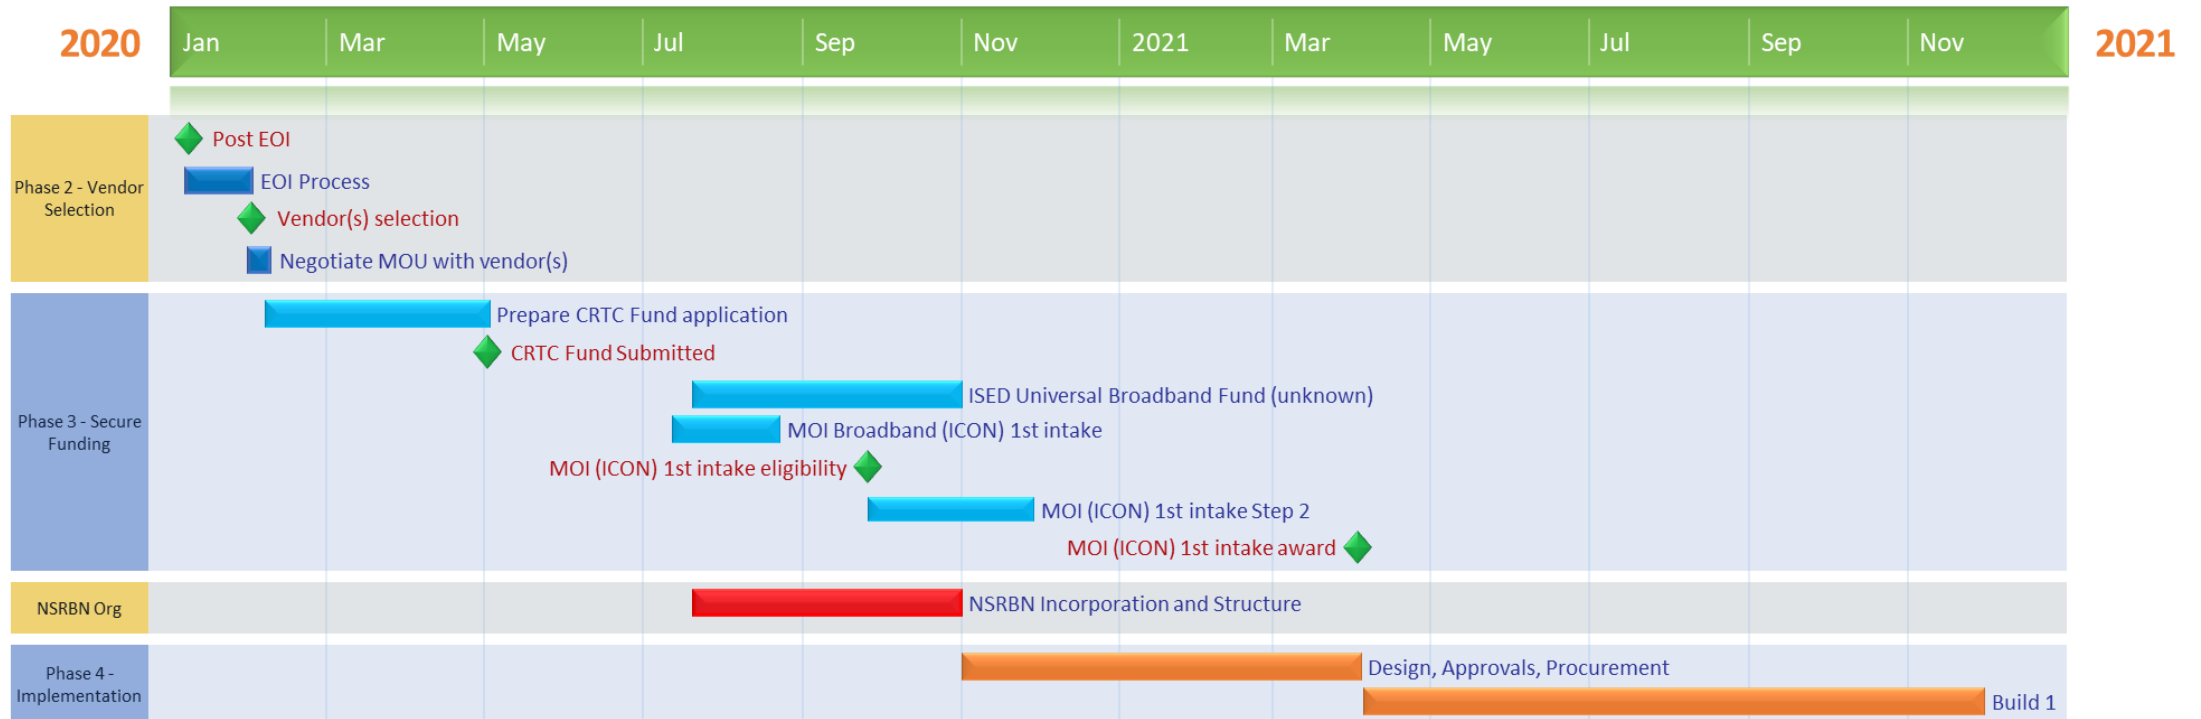 2020 Jan Mar May Jul Sep Nov 2021 Mar May Jul Sep Nov 2021
Phase 2 - Vendor
Selection
Post EOI
EOI Process
Vendor(s) selection
Negotiate MOU with vendor(s)
Phase 3 - Secure
Funding
Prepare CRTC Fund application
CRTC Fund Submitted
ISED Universal Broadband Fund (unknown)
MOI Broadband (ICON) 1st intake
MOI (ICON) 1st intake eligibility
MOI (ICON) 1st intake Step 2
MOI (ICON) 1st intake award
NSRBN Org
NSRBN Incorporation and Structure
Phase 4 -
Implementation
Design, Approvals, Procurement
Build 1